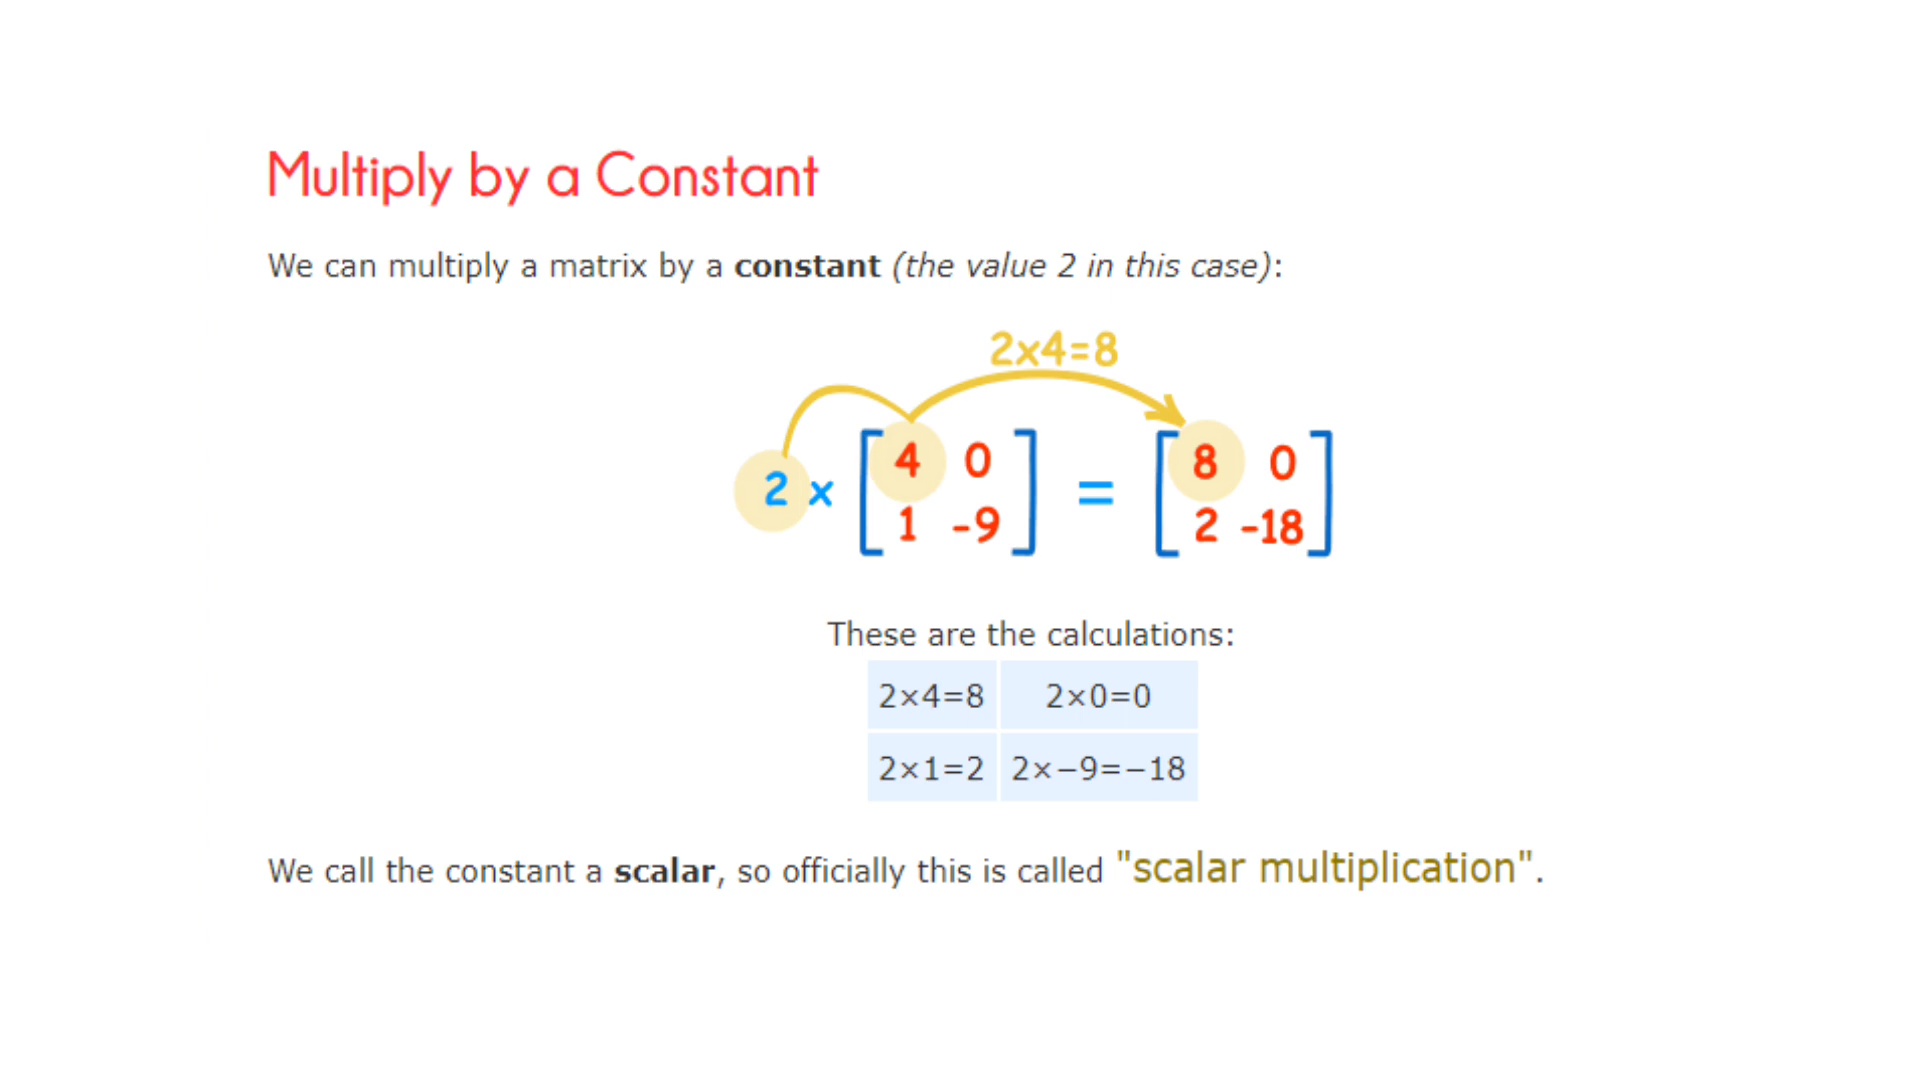 Multiply by a Constant
We can multiply a matrix by a constant (the value 2 in this case):
2x4=8
2 x [ 4 0 ] = [ 8 0 ]
[ 1 -9 ] [ 2 -18 ]
These are the calculations:
2×4=8 2×0=0
2×1=2 2×−9=−18
We call the constant a scalar, so officially this is called "scalar multiplication".